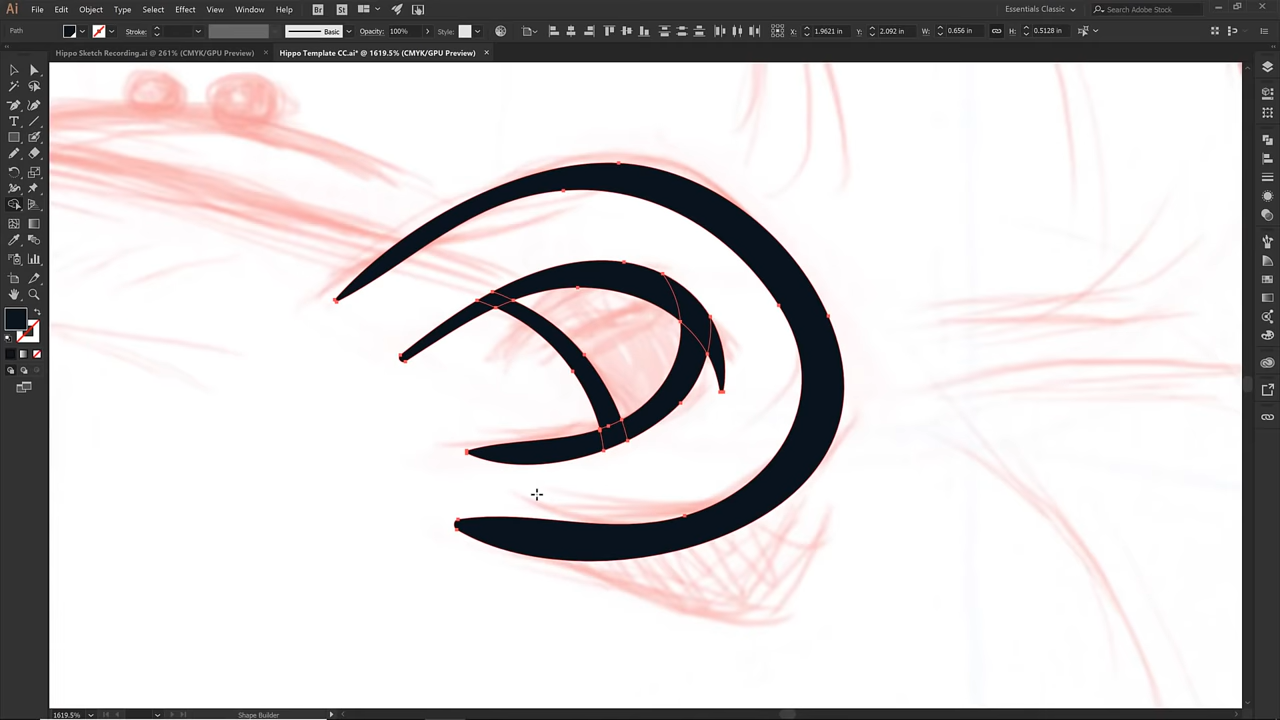 Ai File Edit Object Type Select Effect View Window Help Br St Essentials Classic Search Adobe Stock
Path Stroke: Basic Opacity: 100% Style: X: 1.9621 in Y: 2.092 in W: 0.656 in H: 0.5128 in
Hippo Sketch Recording.ai @ 261% (CMYK/GPU Preview) × Hippo Template CC.ai* @ 1619.5% (CMYK/GPU Preview) ×
1619.5% Shape Builder